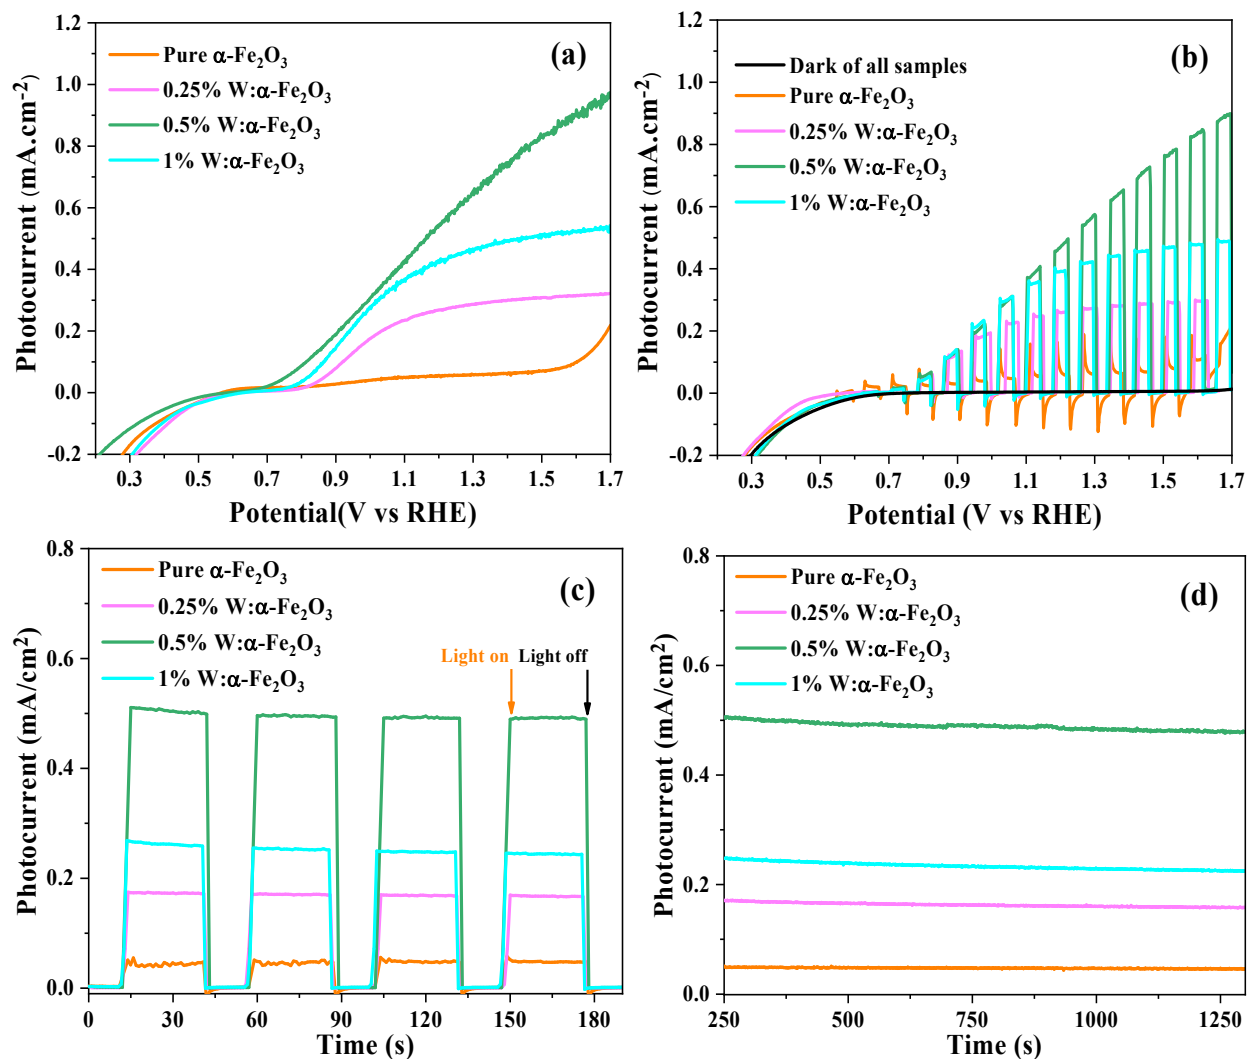 (a)
Pure α-Fe₂O₃
0.25% W:α-Fe₂O₃
0.5% W:α-Fe₂O₃
1% W:α-Fe₂O₃
Photocurrent (mA.cm⁻²)
1.2
1.0
0.8
0.6
0.4
0.2
0.0
-0.2
0.3 0.5 0.7 0.9 1.1 1.3 1.5 1.7
Potential(V vs RHE)
(b)
Dark of all samples
Pure α-Fe₂O₃
0.25% W:α-Fe₂O₃
0.5% W:α-Fe₂O₃
1% W:α-Fe₂O₃
Photocurrent (mA.cm⁻²)
1.2
1.0
0.8
0.6
0.4
0.2
0.0
-0.2
0.3 0.5 0.7 0.9 1.1 1.3 1.5 1.7
Potential (V vs RHE)
(c)
Pure α-Fe₂O₃
0.25% W:α-Fe₂O₃
0.5% W:α-Fe₂O₃
1% W:α-Fe₂O₃
Light on Light off
Photocurrent (mA/cm²)
0.8
0.6
0.4
0.2
0.0
0 30 60 90 120 150 180
Time (s)
(d)
Pure α-Fe₂O₃
0.25% W:α-Fe₂O₃
0.5% W:α-Fe₂O₃
1% W:α-Fe₂O₃
Photocurrent (mA/cm²)
0.8
0.6
0.4
0.2
0.0
250 500 750 1000 1250
Time (s)